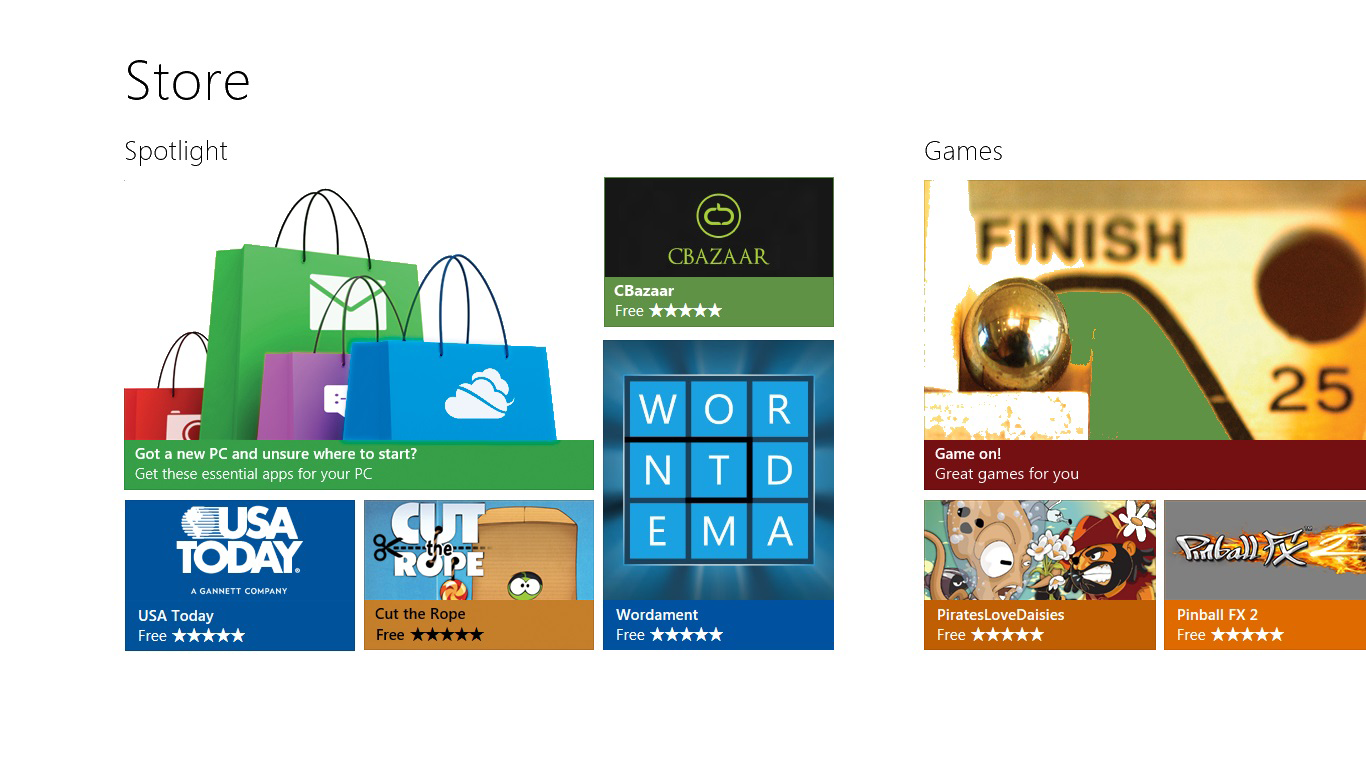 Store
Spotlight
CBAZAAR
CBazaar
Free ★★★★★
W O R
N T D
E M A
Got a new PC and unsure where to start?
Get these essential apps for your PC
USA
TODAY
A GANNETT COMPANY
USA Today
Free ★★★★★
CUT
the
ROPE
Cut the Rope
Free ★★★★★
Wordament
Free ★★★★★
Games
FINISH
25
Game on!
Great games for you
PiratesLoveDaisies
Free ★★★★★
Pinball FX 2
Pinball FX 2
Free ★★★★★